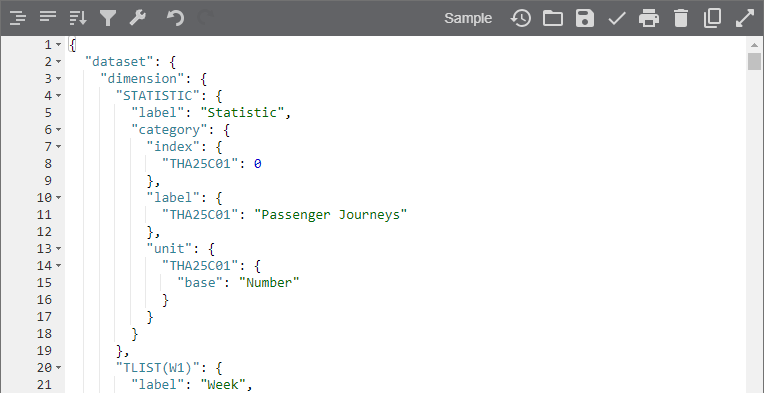 Sample
1 {
2   "dataset": {
3     "dimension": {
4       "STATISTIC": {
5         "label": "Statistic",
6         "category": {
7           "index": {
8             "THA25C01": 0
9           },
10           "label": {
11             "THA25C01": "Passenger Journeys"
12           },
13           "unit": {
14             "THA25C01": {
15               "base": "Number"
16             }
17           }
18         }
19       },
20       "TLIST(W1)": {
21         "label": "Week",